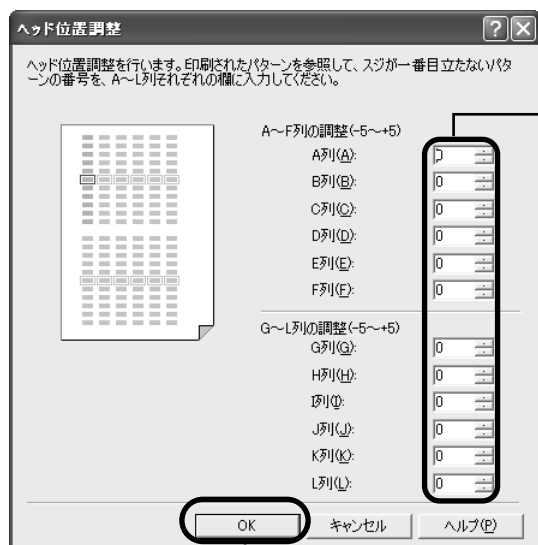 ヘッド位置調整
ヘッド位置調整を行います。印刷されたパターンを参照して、スジが一番目立たないパタ
ーンの番号を、A～L列それぞれの欄に入力してください。
A～F列の調整(-5～+5)
A列(A):
B列(B): 0
C列(C): 0
D列(D): 0
E列(E): 0
F列(F): 0
G～L列の調整(-5～+5)
G列(G): 0
H列(H): 0
I列(I): 0
J列(J): 0
K列(K): 0
L列(L): 0
OK キャンセル ヘルプ(P)